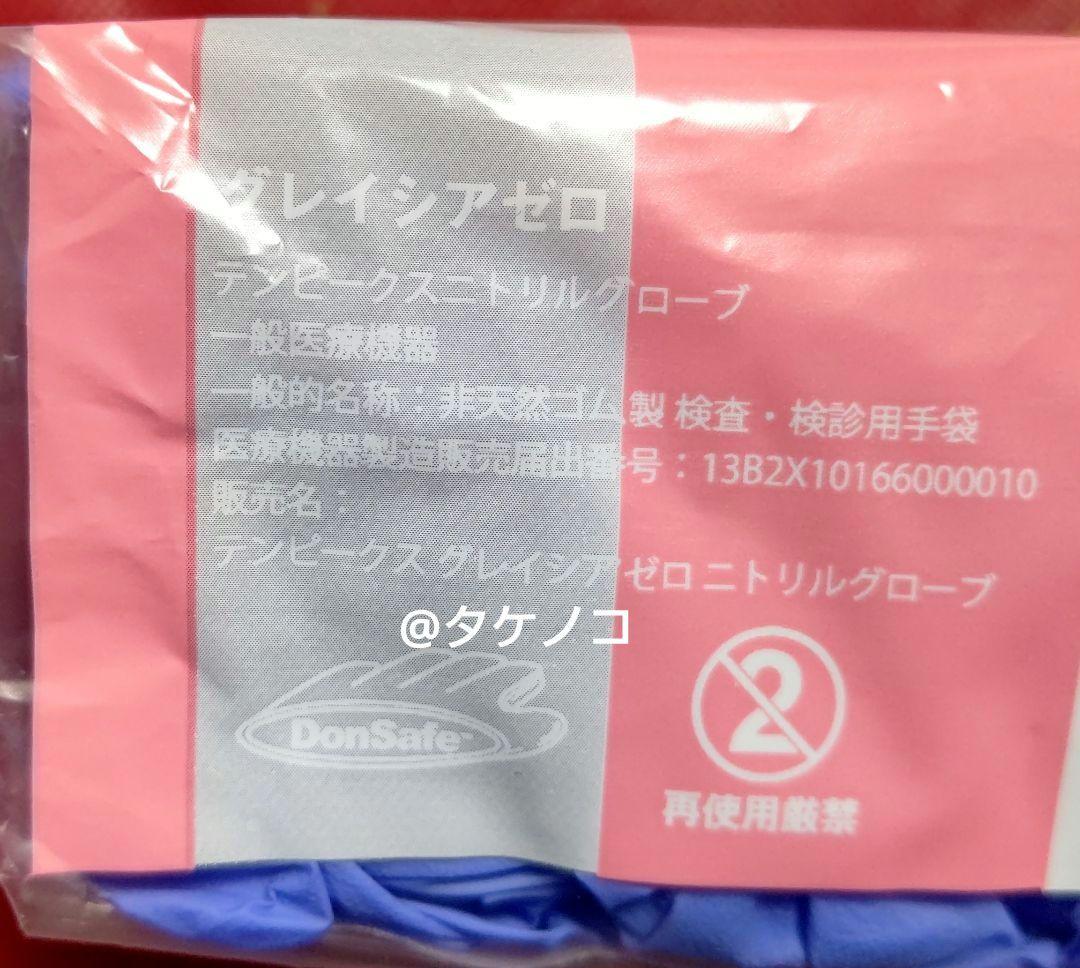 グレイシアゼロ
テンピークスニトリルグローブ
一般医療機器
一般的名称：非天然ゴム製 検査・検診用手袋
医療機器製造販売届出番号：13B2X10166000010
販売名：
テンピークス グレイシアゼロ ニトリルグローブ
@タケノコ
DonSafe™
2
再使用厳禁